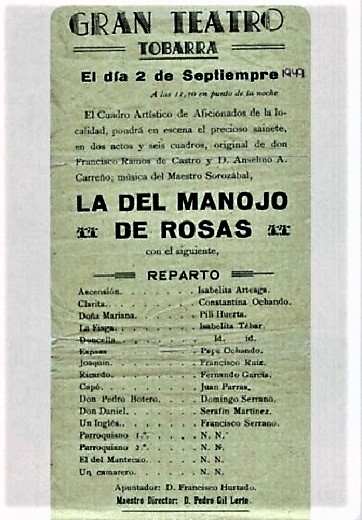 GRAN TEATRO
TOBARRA
El día 2 de Septiembre 1949
A las 12,30 en punto de la noche
El Cuadro Artístico de Aficionados de la lo-
calidad, pondrá en escena el precioso sainete,
en dos actos y seis cuadros, original de don
Francisco Ramos de Castro y D. Anselmo A.
Carreño, música del Maestro Sorozábal,
LA DEL MANOJO
DE ROSAS
con el siguiente,
REPARTO
Ascensión. . . . . . . Isabelita Arteaga.
Clarita. . . . . . . Constantina Ochando.
Doña Mariana. . . . . . . Pili Huerta.
La Fisga. . . . . . . Isabelita Tébar.
Doncella. . . . . . . Id. id.
Espasa . . . . . . . Pepe Ochando.
Joaquín. . . . . . . Francisco Ruiz.
Ricardo. . . . . . . Fernando García.
Capó. . . . . . . Juan Parras.
Don Pedro Botero. . . . . . . Domingo Serrano.
Don Daniel. . . . . . . Serafín Martínez.
Un Inglés. . . . . . . Francisco Serrano.
Parroquiano 1.º. . . . . . . N. N.
Parroquiano 2.º. . . . . . . N. N.
El del Mantecao . . . . . . . N. N.
Un camarero. . . . . . . N. N.
Apuntador: D. Francisco Hurtado.
Maestro Director: D. Pedro Gil Lerin.